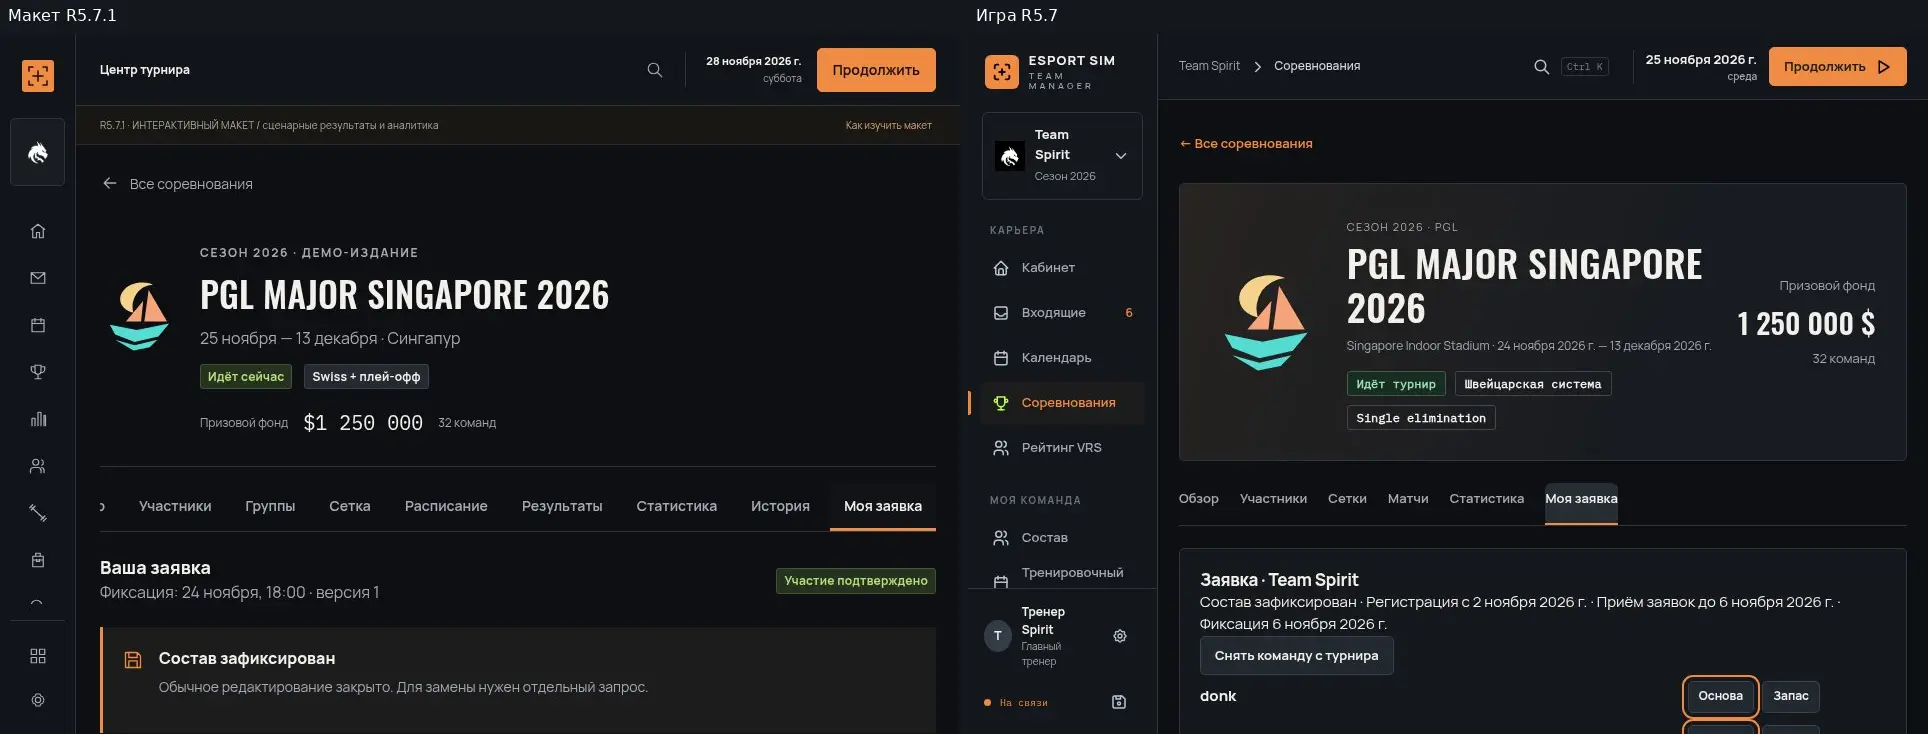 Макет R5.7.1
Центр турнира
28 ноября 2026 г.
суббота
Продолжить
R5.7.1 · ИНТЕРАКТИВНЫЙ МАКЕТ / сценарные результаты и аналитика
Как изучить макет
← Все соревнования
СЕЗОН 2026 · ДЕМО-ИЗДАНИЕ
PGL MAJOR SINGAPORE 2026
25 ноября — 13 декабря · Сингапур
Идёт сейчас
Swiss + плей-офф
Призовой фонд $1 250 000 32 команд
Участники Группы Сетка Расписание Результаты Статистика История Моя заявка
Ваша заявка
Фиксация: 24 ноября, 18:00 · версия 1
Участие подтверждено
Состав зафиксирован
Обычное редактирование закрыто. Для замены нужен отдельный запрос.
Игра R5.7
ESPORT SIM
TEAM
MANAGER
Team
Spirit
Сезон 2026
КАРЬЕРА
Кабинет
Входящие 6
Календарь
Соревнования
Рейтинг VRS
МОЯ КОМАНДА
Состав
Тренировочный
Т
Тренер
Spirit
Главный
тренер
На связи
Team Spirit > Соревнования
Ctrl K
25 ноября 2026 г.
среда
Продолжить
← Все соревнования
СЕЗОН 2026 · PGL
PGL MAJOR SINGAPORE
2026
Singapore Indoor Stadium · 24 ноября 2026 г. — 13 декабря 2026 г.
Идёт турнир
Швейцарская система
Single elimination
Призовой фонд
1 250 000 $
32 команд
Обзор Участники Сетки Матчи Статистика Моя заявка
Заявка · Team Spirit
Состав зафиксирован · Регистрация с 2 ноября 2026 г. · Приём заявок до 6 ноября 2026 г. ·
Фиксация 6 ноября 2026 г.
Снять команду с турнира
donk
Основа
Запас